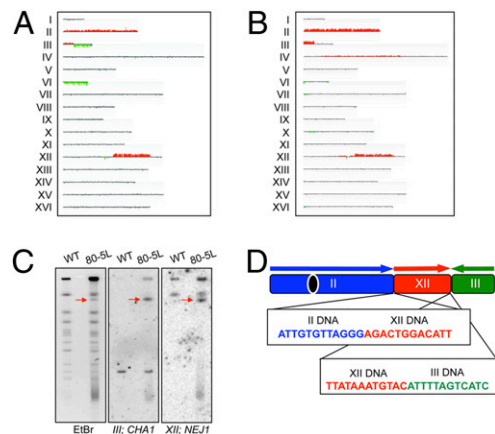 A
I
II
III
IV
V
VI
VII
VIII
IX
X
XI
XII
XIII
XIV
XV
XVI
B
I
II
III
IV
V
VI
VII
VIII
IX
X
XI
XII
XIII
XIV
XV
XVI
C
WT 80-5L WT 80-5L WT 80-5L
EtBr III; CHA1 XII; NEJ1
D
II XII III
II DNA XII DNA
ATTGTGTTAGGGAGACTGGACATT
XII DNA III DNA
TTATAAATGTACATTTTAGTCATC